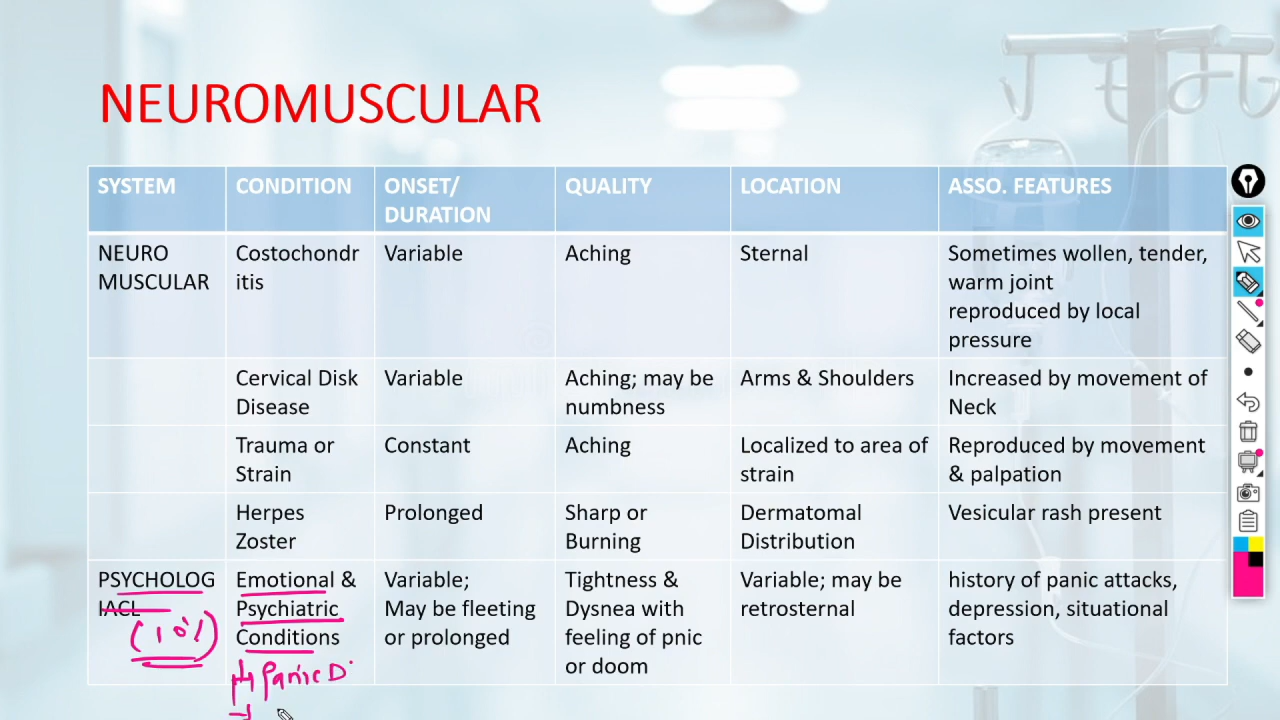 NEUROMUSCULAR
SYSTEM
CONDITION
ONSET/
DURATION
QUALITY
LOCATION
ASSO. FEATURES
NEURO
MUSCULAR
Costochondr
itis
Variable
Aching
Sternal
Sometimes wollen, tender,
warm joint
reproduced by local
pressure
Cervical Disk
Disease
Variable
Aching; may be
numbness
Arms & Shoulders
Increased by movement of
Neck
Trauma or
Strain
Constant
Aching
Localized to area of
strain
Reproduced by movement
& palpation
Herpes
Zoster
Prolonged
Sharp or
Burning
Dermatomal
Distribution
Vesicular rash present
PSYCHOLOG
IACL
(10%)
Emotional &
Psychiatric
Conditions
Panic D
Variable;
May be fleeting
or prolonged
Tightness &
Dysnea with
feeling of pnic
or doom
Variable; may be
retrosternal
history of panic attacks,
depression, situational
factors